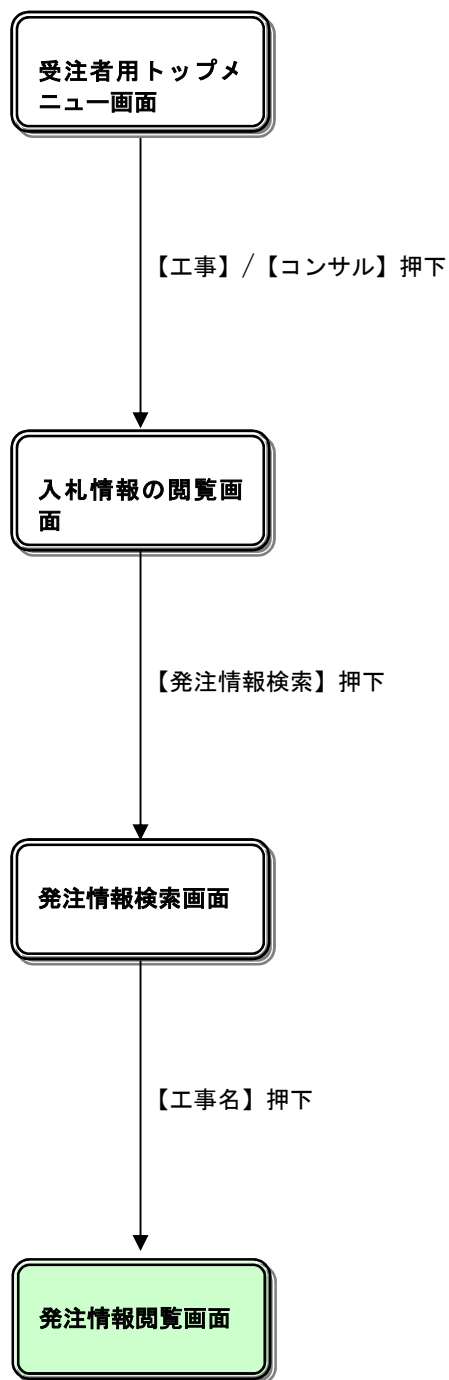 受注者用トップメ
ニュー画面
【工事】/【コンサル】押下
入札情報の閲覧画
面
【発注情報検索】押下
発注情報検索画面
【工事名】押下
発注情報閲覧画面